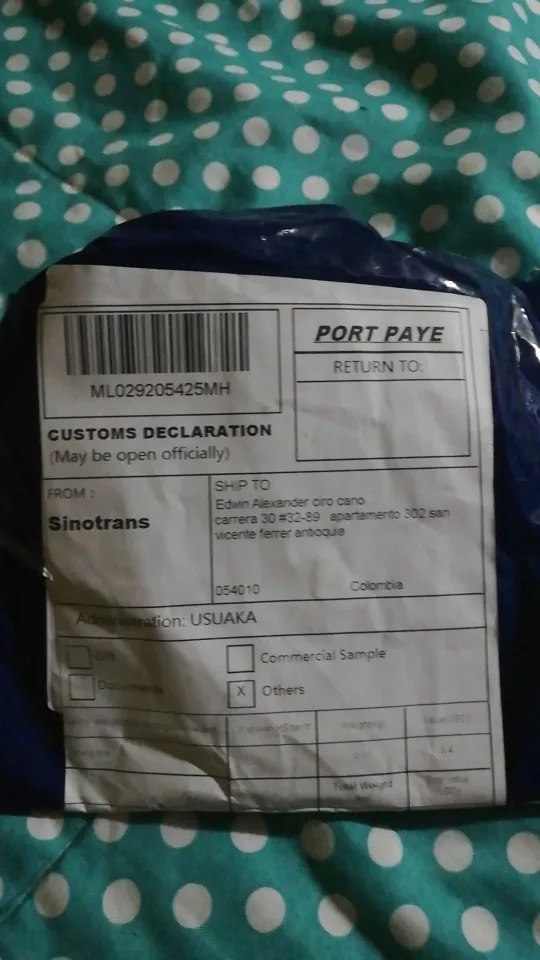 PORT PAYE
RETURN TO:
ML029205425MH
CUSTOMS DECLARATION
(May be open officially)
FROM :
Sinotrans
SHIP TO
Edwin Alexander ciro cano
carrera 30 #32-89 apartamento 302 san
vicente ferrer antioquia
054010 Colombia
Administration: USUAKA
Gift
Commercial Sample
Documents
X Others
Total Weight